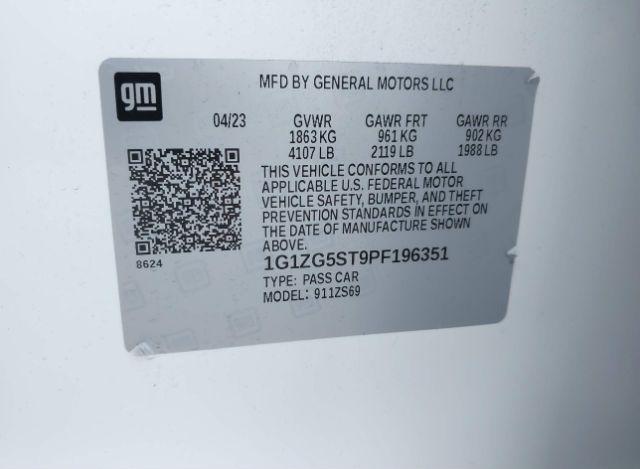 gm
MFD BY GENERAL MOTORS LLC
04/23 GVWR GAWR FRT GAWR RR
1863 KG 961 KG 902 KG
4107 LB 2119 LB 1988 LB
THIS VEHICLE CONFORMS TO ALL
APPLICABLE U.S. FEDERAL MOTOR
VEHICLE SAFETY, BUMPER, AND THEFT
PREVENTION STANDARDS IN EFFECT ON
THE DATE OF MANUFACTURE SHOWN
ABOVE.
8624
1G1ZG5ST9PF196351
TYPE: PASS CAR
MODEL: 911ZS69